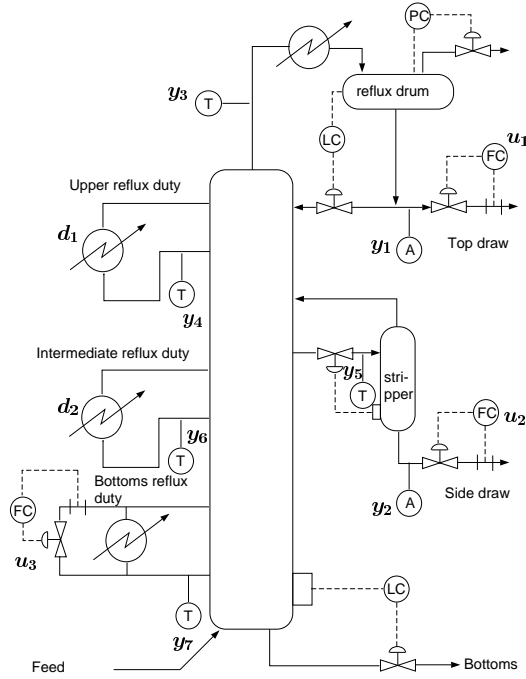 PC
y3
T
reflux drum
LC
FC
u1
Upper reflux duty
d1
y1
A
Top draw
T
y4
Intermediate reflux duty
y5
T
stri-
pper
d2
y6
T
FC
u2
Bottoms reflux
duty
y2
A
Side draw
FC
u3
T
y7
LC
Feed
Bottoms